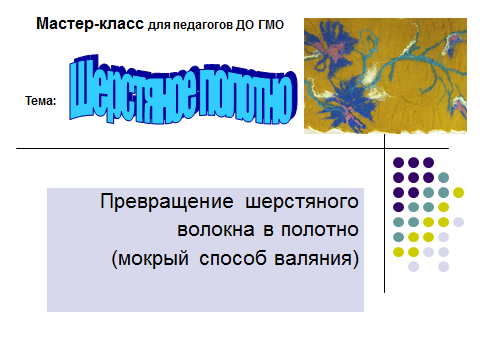 Мастер-класс для педагогов ДО ГМО
Тема:
Шерстяное полотно
Превращение шерстяного
волокна в полотно
(мокрый способ валяния)